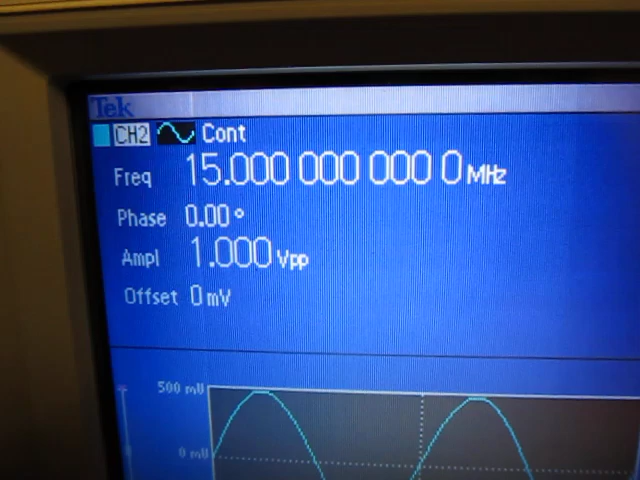 Tek
CH2 Cont
Freq 15.000 000 000 0 MHz
Phase 0.00 °
Ampl 1.000 Vpp
Offset 0 mV
500 mV
0 mV